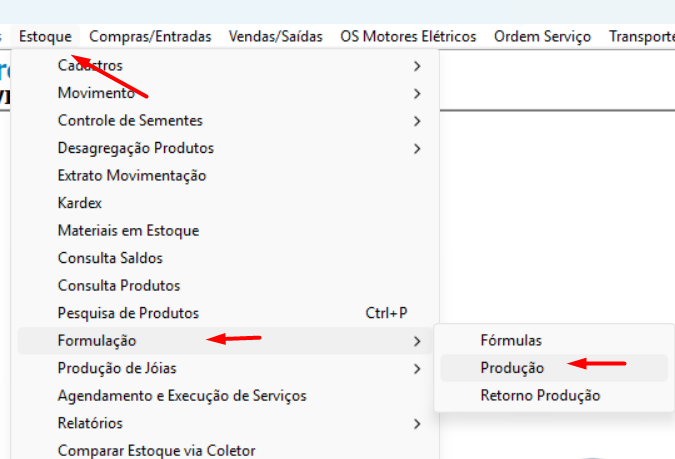 Estoque Compras/Entradas Vendas/Saídas OS Motores Elétricos Ordem Serviço Transporte
Cadastros
Movimento
Controle de Sementes
Desagregação Produtos
Extrato Movimentação
Kardex
Materiais em Estoque
Consulta Saldos
Consulta Produtos
Pesquisa de Produtos Ctrl+P
Formulação
Fórmulas
Produção de Jóias
Produção
Agendamento e Execução de Serviços
Retorno Produção
Relatórios
Comparar Estoque via Coletor